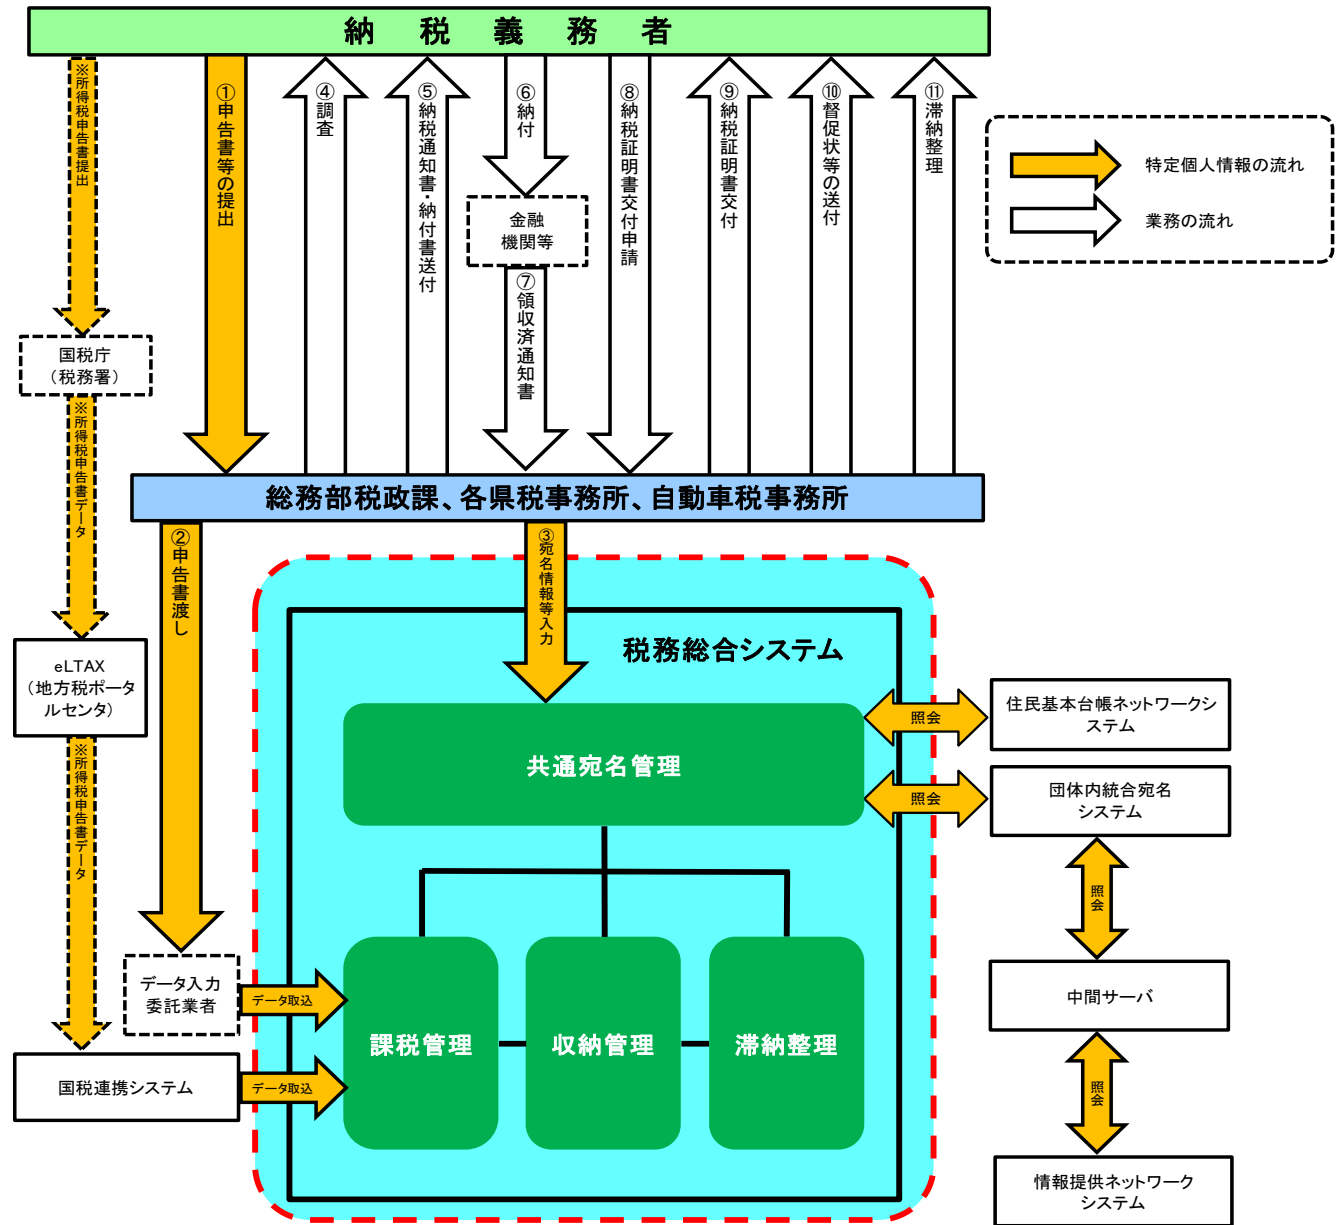 納税義務者
※所得税申告書提出
①申告書等の提出
④調査
⑤納税通知書・納付書送付
⑥納付
⑧納税証明書交付申請
⑨納税証明書交付
⑩督促状等の送付
⑪滞納整理
特定個人情報の流れ
業務の流れ
金融
機関等
⑦領収済通知書
国税庁
（税務署）
※所得税申告書データ
総務部税政課、各県税事務所、自動車税事務所
②申告書渡し
③宛名情報等入力
税務総合システム
eLTAX
（地方税ポータ
ルセンタ）
※所得税申告書データ
共通宛名管理
照会
住民基本台帳ネットワークシ
ステム
照会
団体内統合宛名
システム
照会
データ入力
委託業者
データ取込
課税管理
収納管理
滞納整理
中間サーバ
国税連携システム
データ取込
照会
情報提供ネットワーク
システム